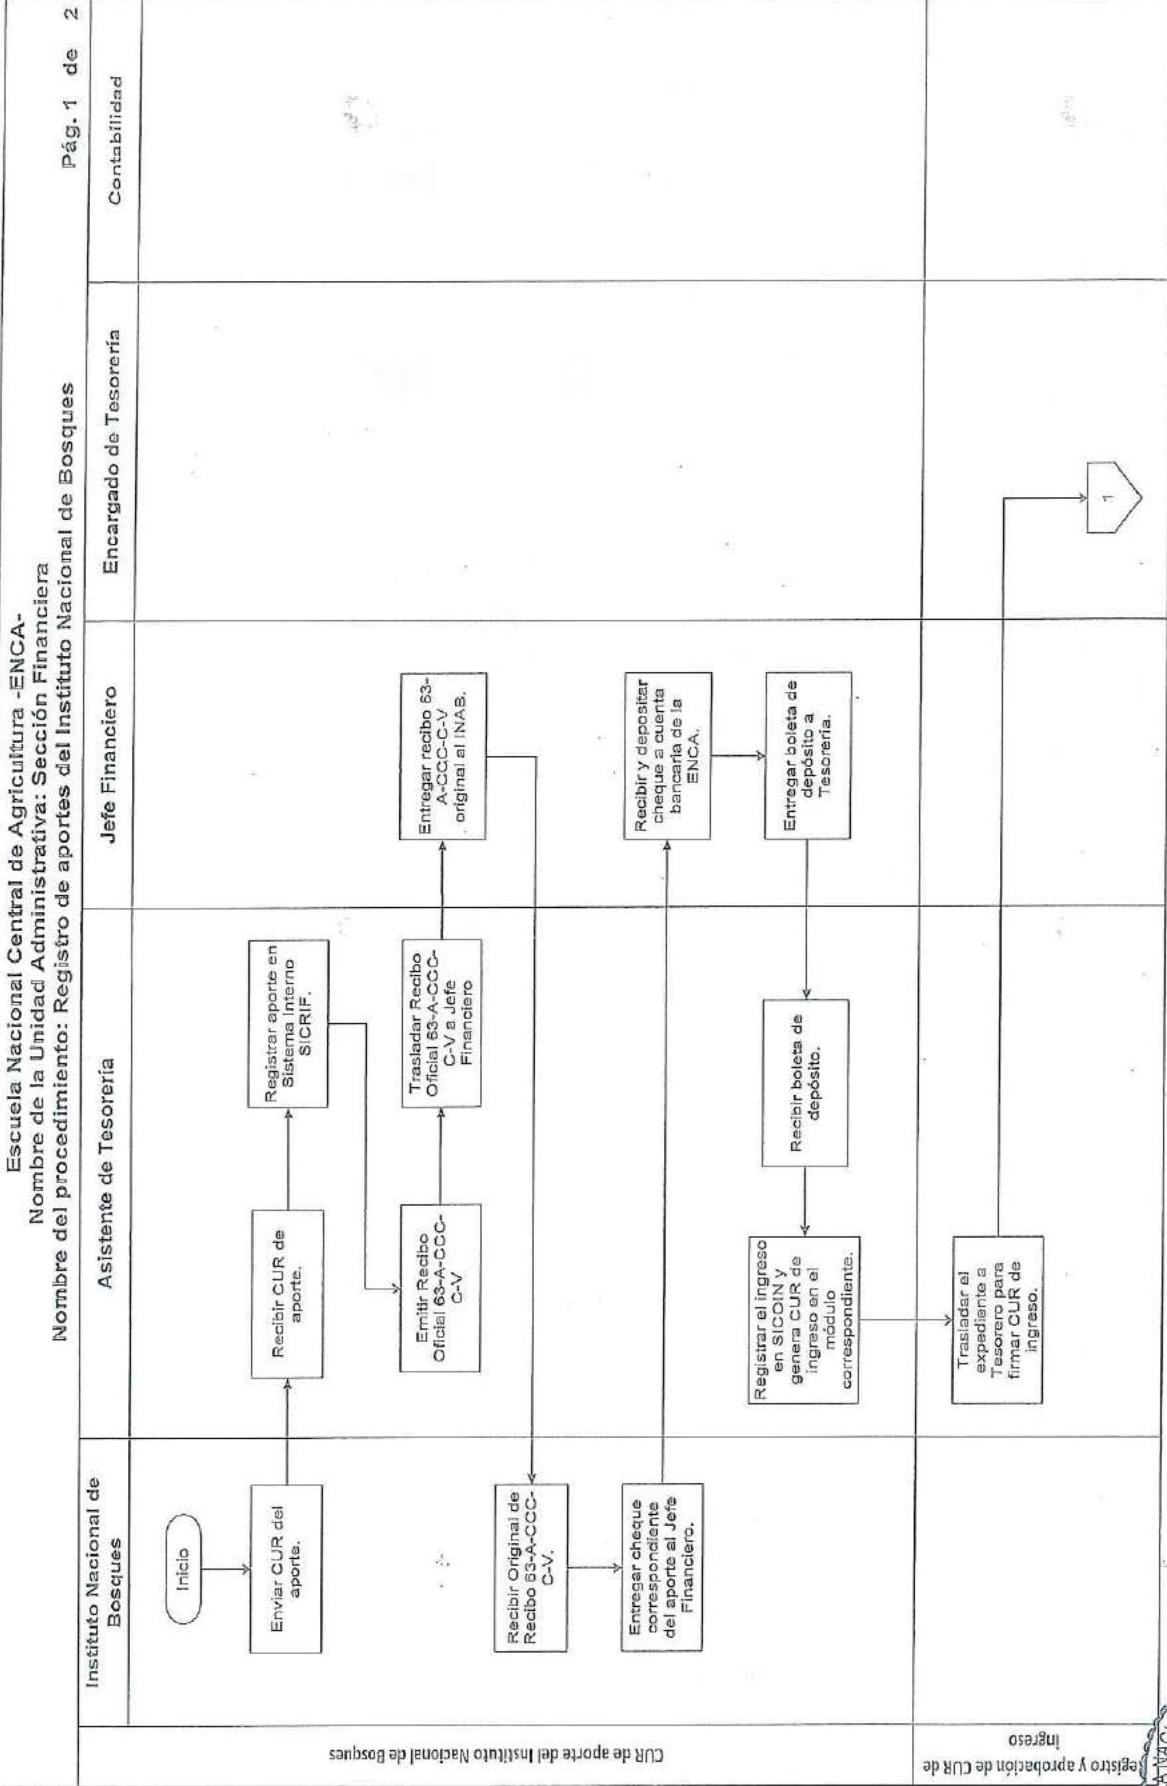 Escuela Nacional Central de Agricultura -ENCA-
Nombre de la Unidad Administrativa: Sección Financiera
Nombre del procedimiento: Registro de aportes del Instituto Nacional de Bosques
Pág. 1 de 2
Instituto Nacional de
Bosques
Asistente de Tesorería
Jefe Financiero
Encargado de Tesorería
Contabilidad
CUR de aporte del Instituto Nacional de Bosques
Inicio
Enviar CUR del
aporte.
Recibir CUR de
aporte.
Registrar aporte en
Sistema Interno
SICRIF.
Emitir Recibo
Oficial 63-A-CCC-
C-V
Trasladar Recibo
Oficial 63-A-CCC-
C-V a Jefe
Financiero
Entregar recibo 63-
A-CCC-C-V
original al INAB.
Recibir Original de
Recibo 63-A-CCC-
C-V.
Entregar cheque
correspondiente
del aporte al Jefe
Financiero.
Recibir y depositar
cheque a cuenta
bancaria de la
ENCA.
Entregar boleta de
depósito a
Tesorería.
Recibir boleta de
depósito.
Registrar el ingreso
en SICOIN y
genera CUR de
ingreso en el
módulo
correspondiente.
Registro y aprobación de CUR de
ingreso
Trasladar el
expediente a
Tesorero para
firmar CUR de
ingreso.
1